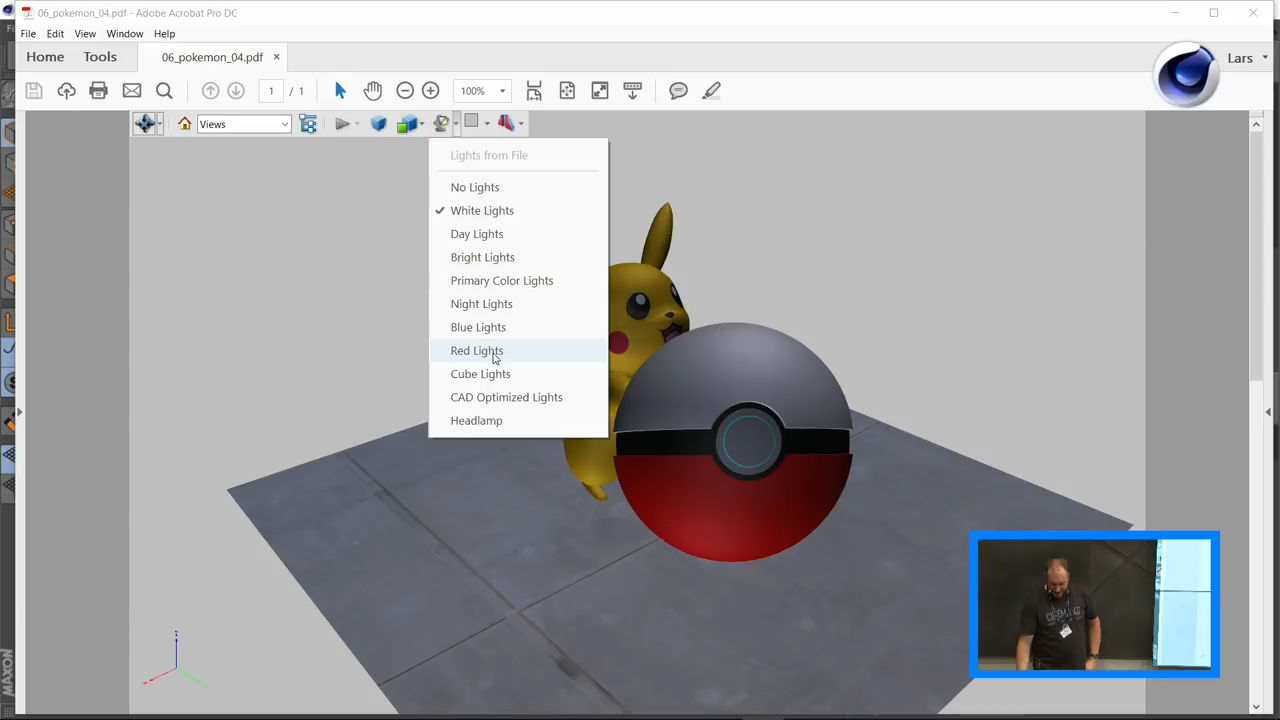 06_pokemon_04.pdf - Adobe Acrobat Pro DC
File Edit View Window Help
Home Tools 06_pokemon_04.pdf × Lars
1 / 1 100%
Views
Lights from File
No Lights
White Lights
Day Lights
Bright Lights
Primary Color Lights
Night Lights
Blue Lights
Red Lights
Cube Lights
CAD Optimized Lights
Headlamp
MAXON